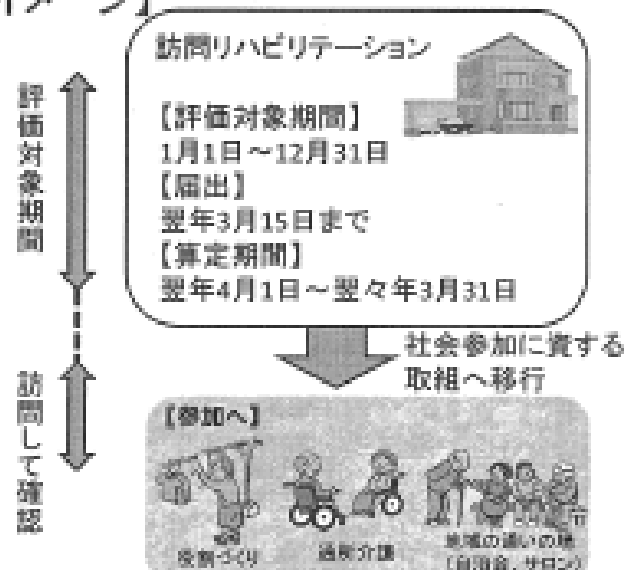 イメージ】
訪問リハビリテーション
【評価対象期間】
1月1日～12月31日
【届出】
翌年3月15日まで
【算定期間】
翌年4月1日～翌々年3月31日
評価対象期間
社会参加に資する
取組へ移行
訪問して確認
【参加へ】
役割づくり
通所介護
地域の通いの場
(自治会、サロン)